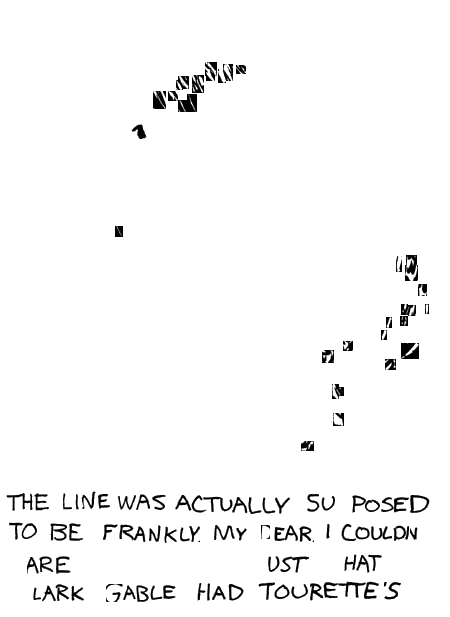 THE LINE WAS ACTUALLY SU POSED
TO BE FRANKLY. MY DEAR. I COULDN
ARE UST HAT
LARK GABLE HAD TOURETTE'S